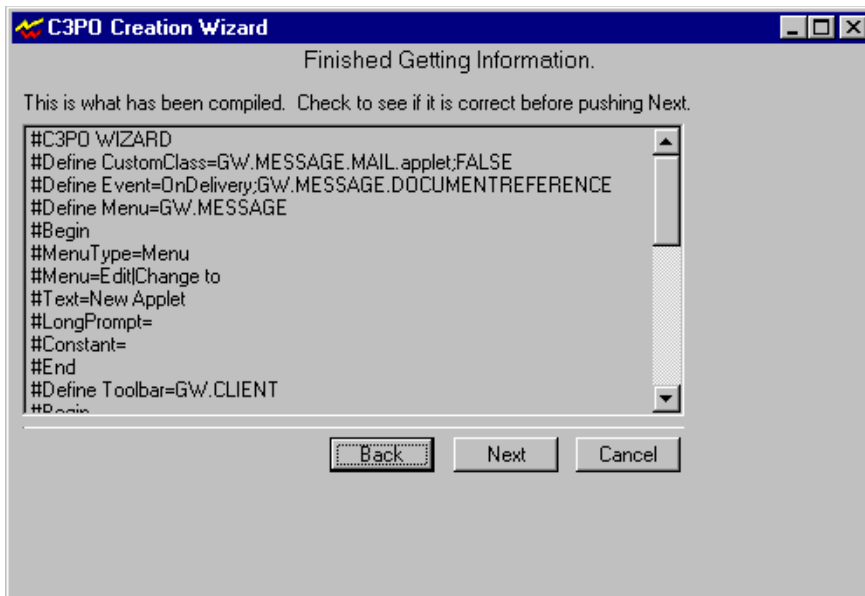 C3PO Creation Wizard
Finished Getting Information.
This is what has been compiled. Check to see if it is correct before pushing Next.
#C3PO WIZARD
#Define CustomClass=GW.MESSAGE.MAIL.applet;FALSE
#Define Event=OnDelivery;GW.MESSAGE.DOCUMENTREFERENCE
#Define Menu=GW.MESSAGE
#Begin
#MenuType=Menu
#Menu=Edit|Change to
#Text=New Applet
#LongPrompt=
#Constant=
#End
#Define Toolbar=GW.CLIENT
#Begin
Back Next Cancel